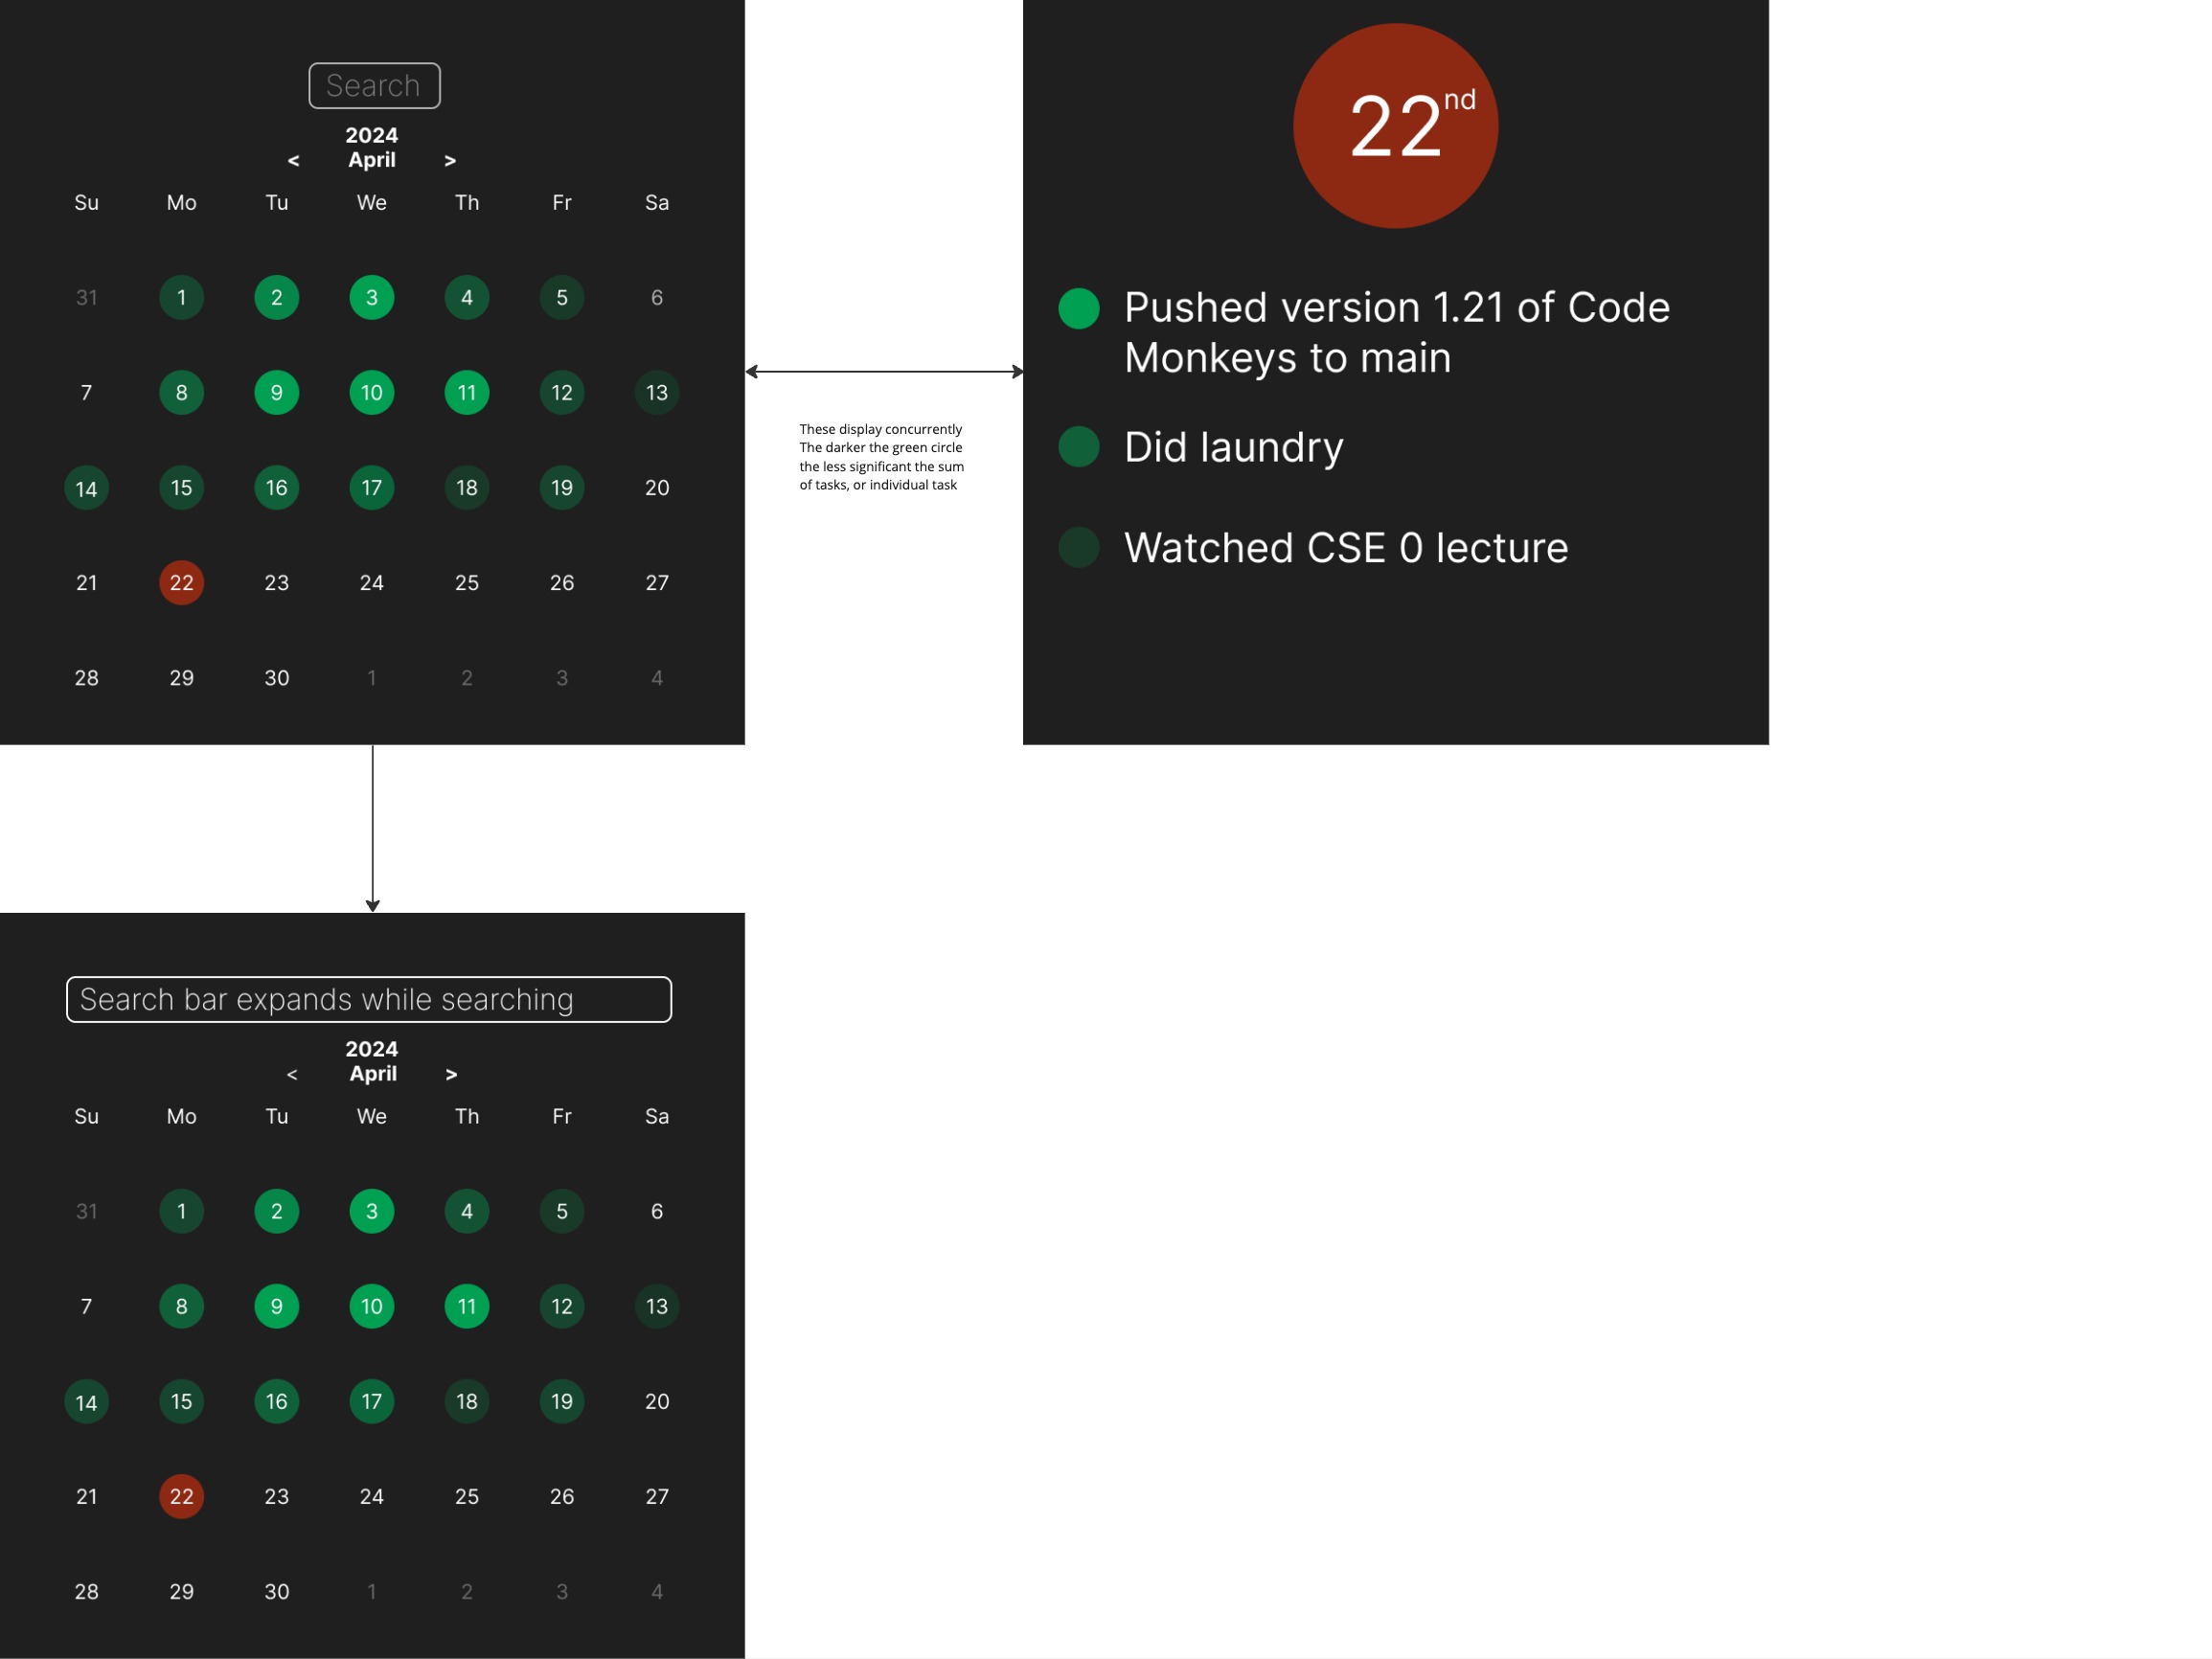 Search
2024
< April >
Su Mo Tu We Th Fr Sa
31 1 2 3 4 5 6
7 8 9 10 11 12 13
14 15 16 17 18 19 20
21 22 23 24 25 26 27
28 29 30 1 2 3 4
These display concurrently
The darker the green circle
the less significant the sum
of tasks, or individual task
22nd
Pushed version 1.21 of Code
Monkeys to main
Did laundry
Watched CSE 0 lecture
Search bar expands while searching
2024
< April >
Su Mo Tu We Th Fr Sa
31 1 2 3 4 5 6
7 8 9 10 11 12 13
14 15 16 17 18 19 20
21 22 23 24 25 26 27
28 29 30 1 2 3 4